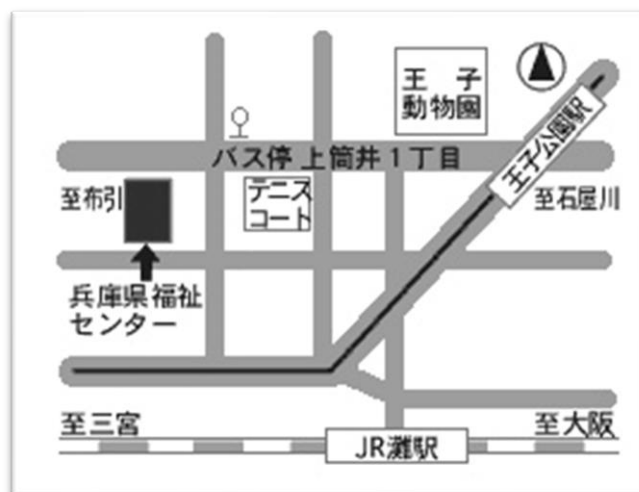 王 子
動物園
王子公園駅
バス停 上筒井1丁目
至布引
テニス
コート
至石屋川
兵庫県福祉
センター
至三宮
至大阪
JR灘駅